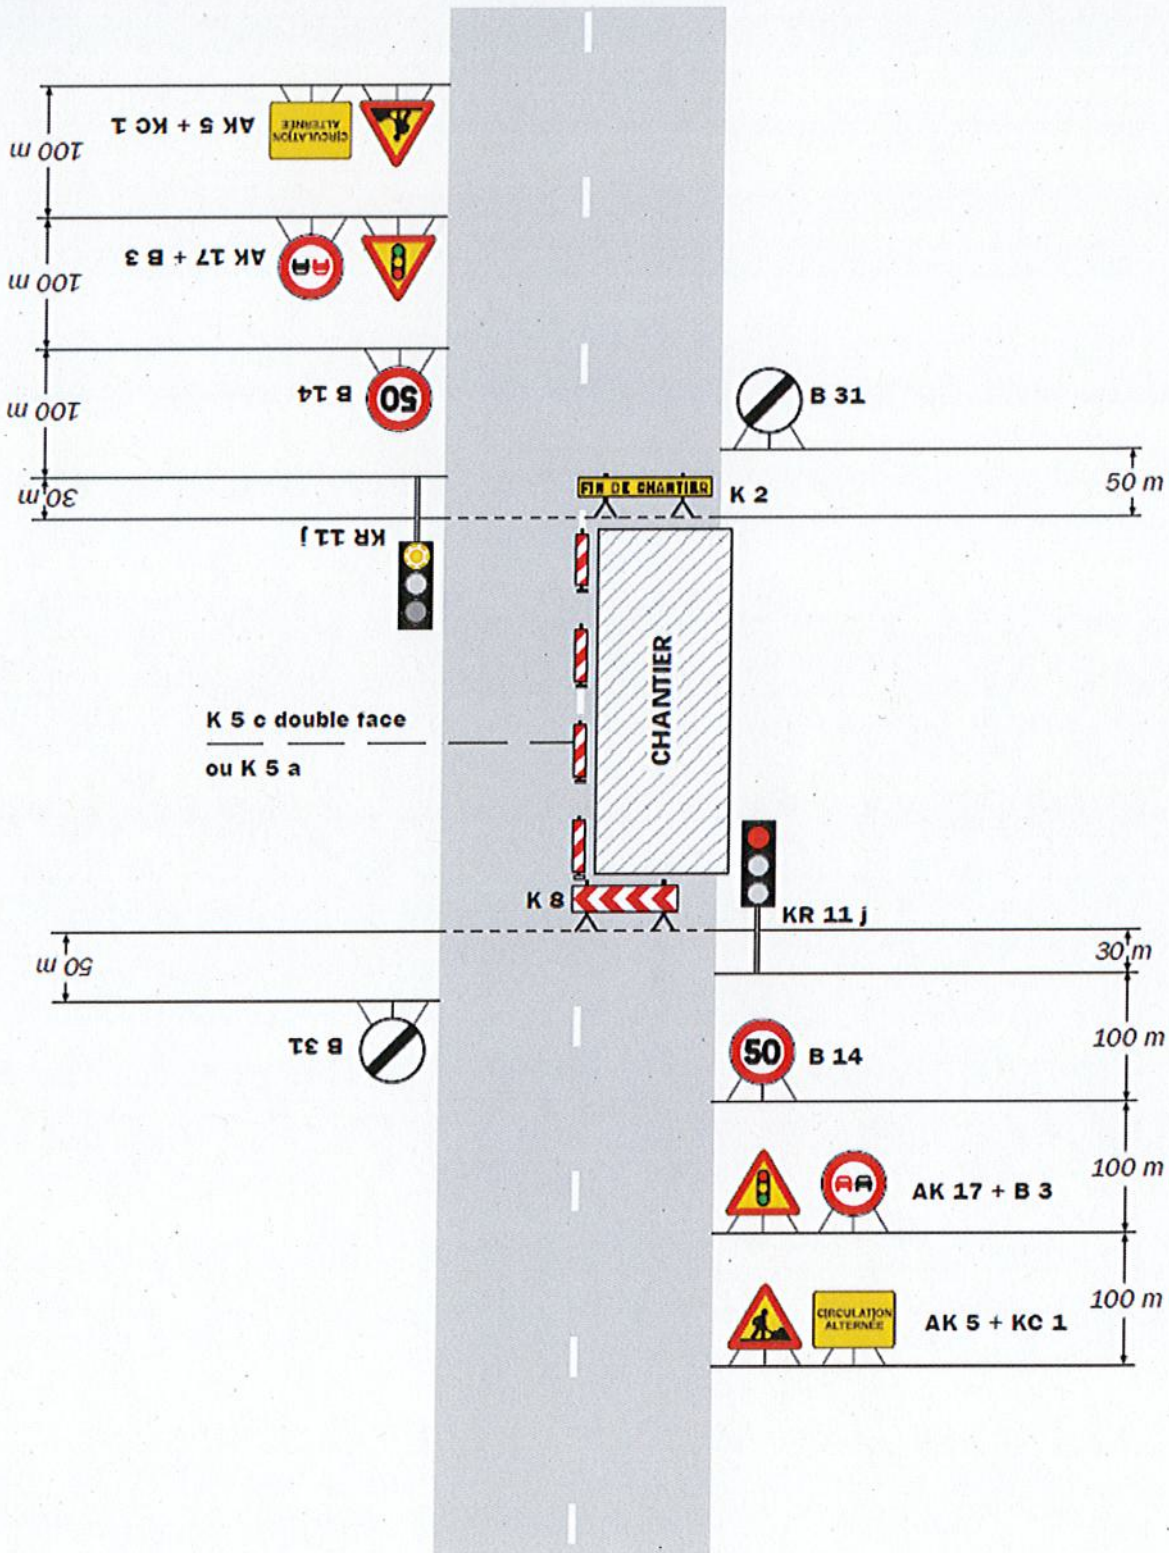 100 m
AK 5 + KC 1
CIRCULATION
ALTERNÉE
100 m
AK 17 + B 3
100 m
B 14
50
B 31
30 m
KR 11 j
FIN DE CHANTIER
K 2
50 m
CHANTIER
K 5 c double face
ou K 5 a
K 8
KR 11 j
50 m
30 m
B 31
50
B 14
100 m
AK 17 + B 3
100 m
CIRCULATION
ALTERNÉE
AK 5 + KC 1
100 m